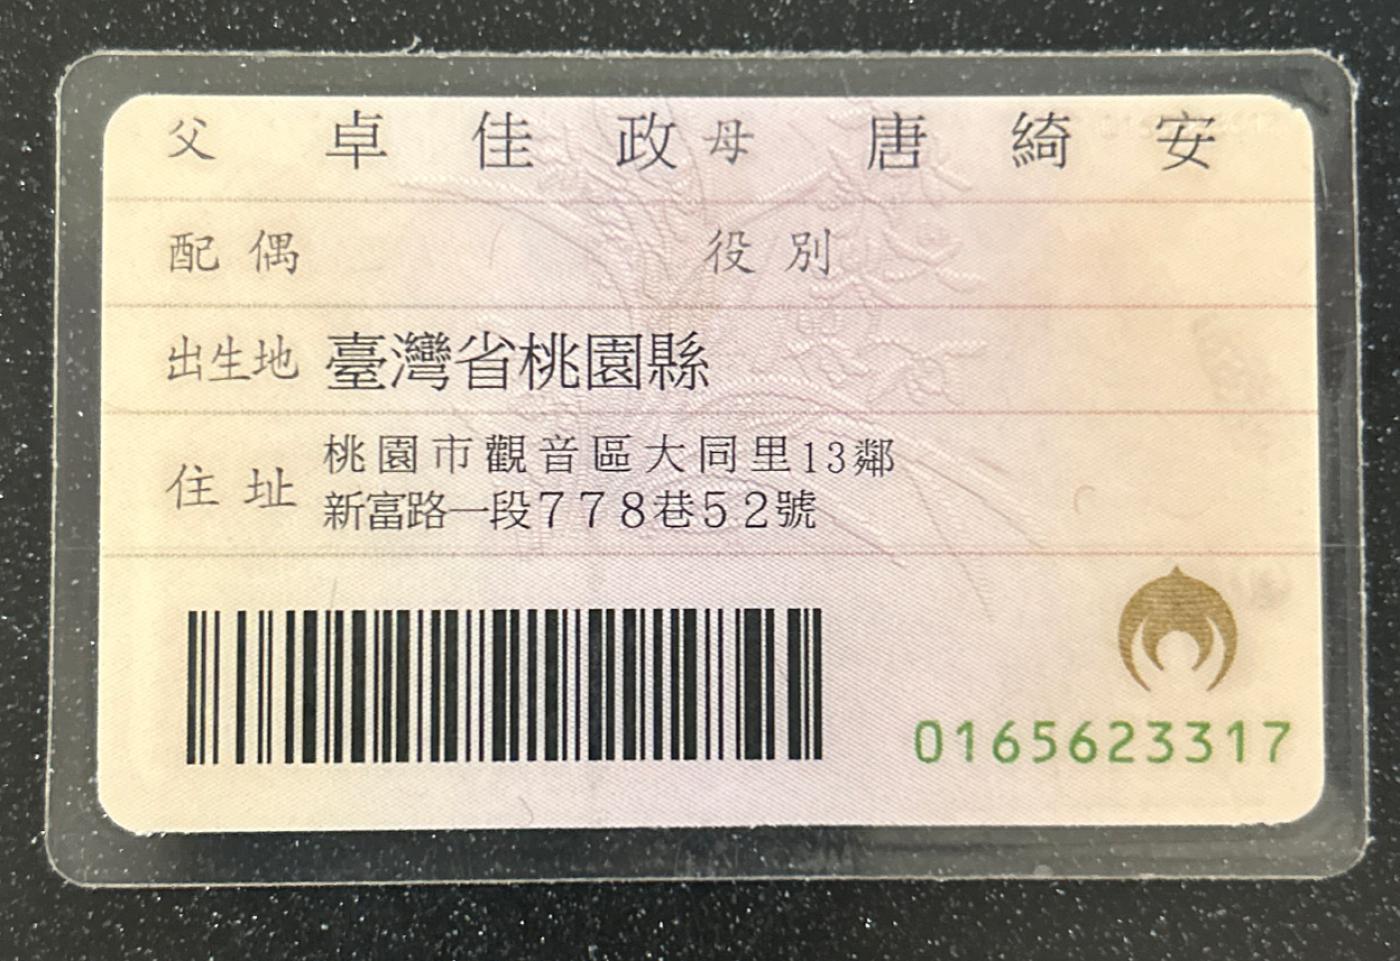 父 卓佳政 母 唐綺安
配偶 役別
出生地 臺灣省桃園縣
住址 桃園市觀音區大同里13鄰
新富路一段778巷52號
0165623317